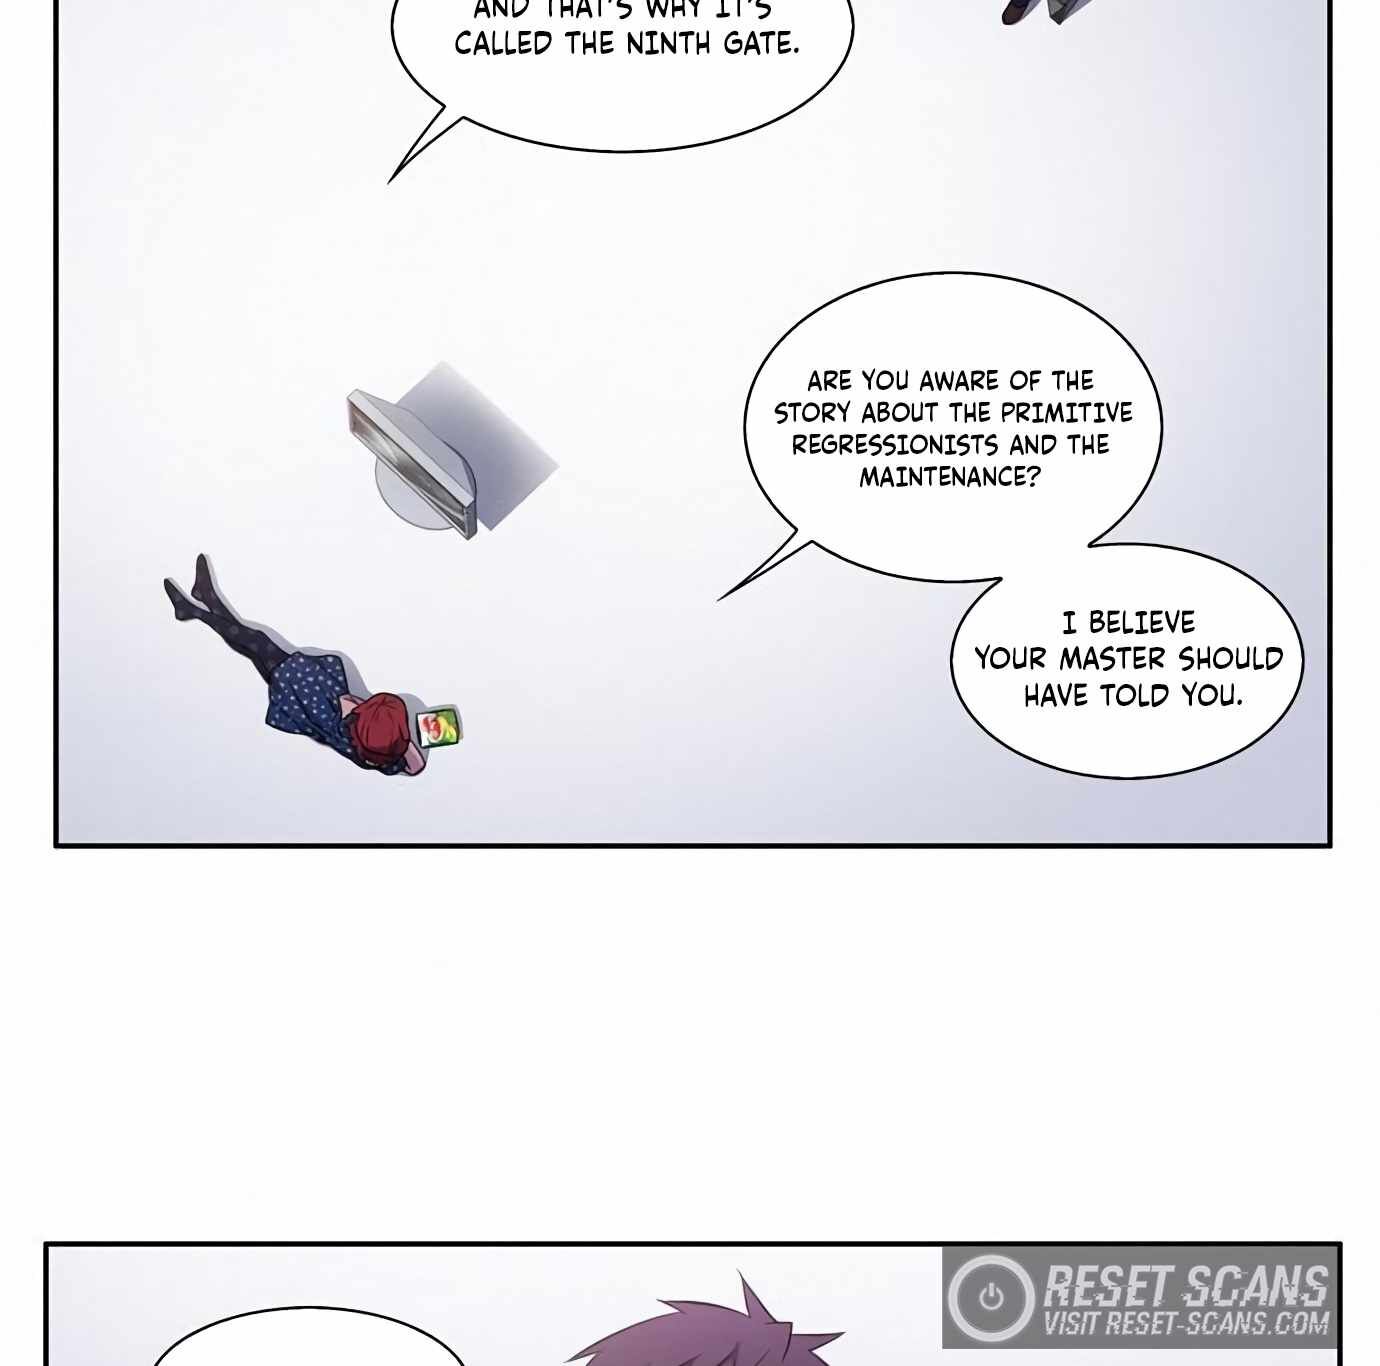 AND THAT'S WHY IT'S
CALLED THE NINTH GATE.
ARE YOU AWARE OF THE
STORY ABOUT THE PRIMITIVE
REGRESSIONISTS AND THE
MAINTENANCE?
I BELIEVE
YOUR MASTER SHOULD
HAVE TOLD YOU.
RESET SCANS
VISIT RESET-SCANS.COM